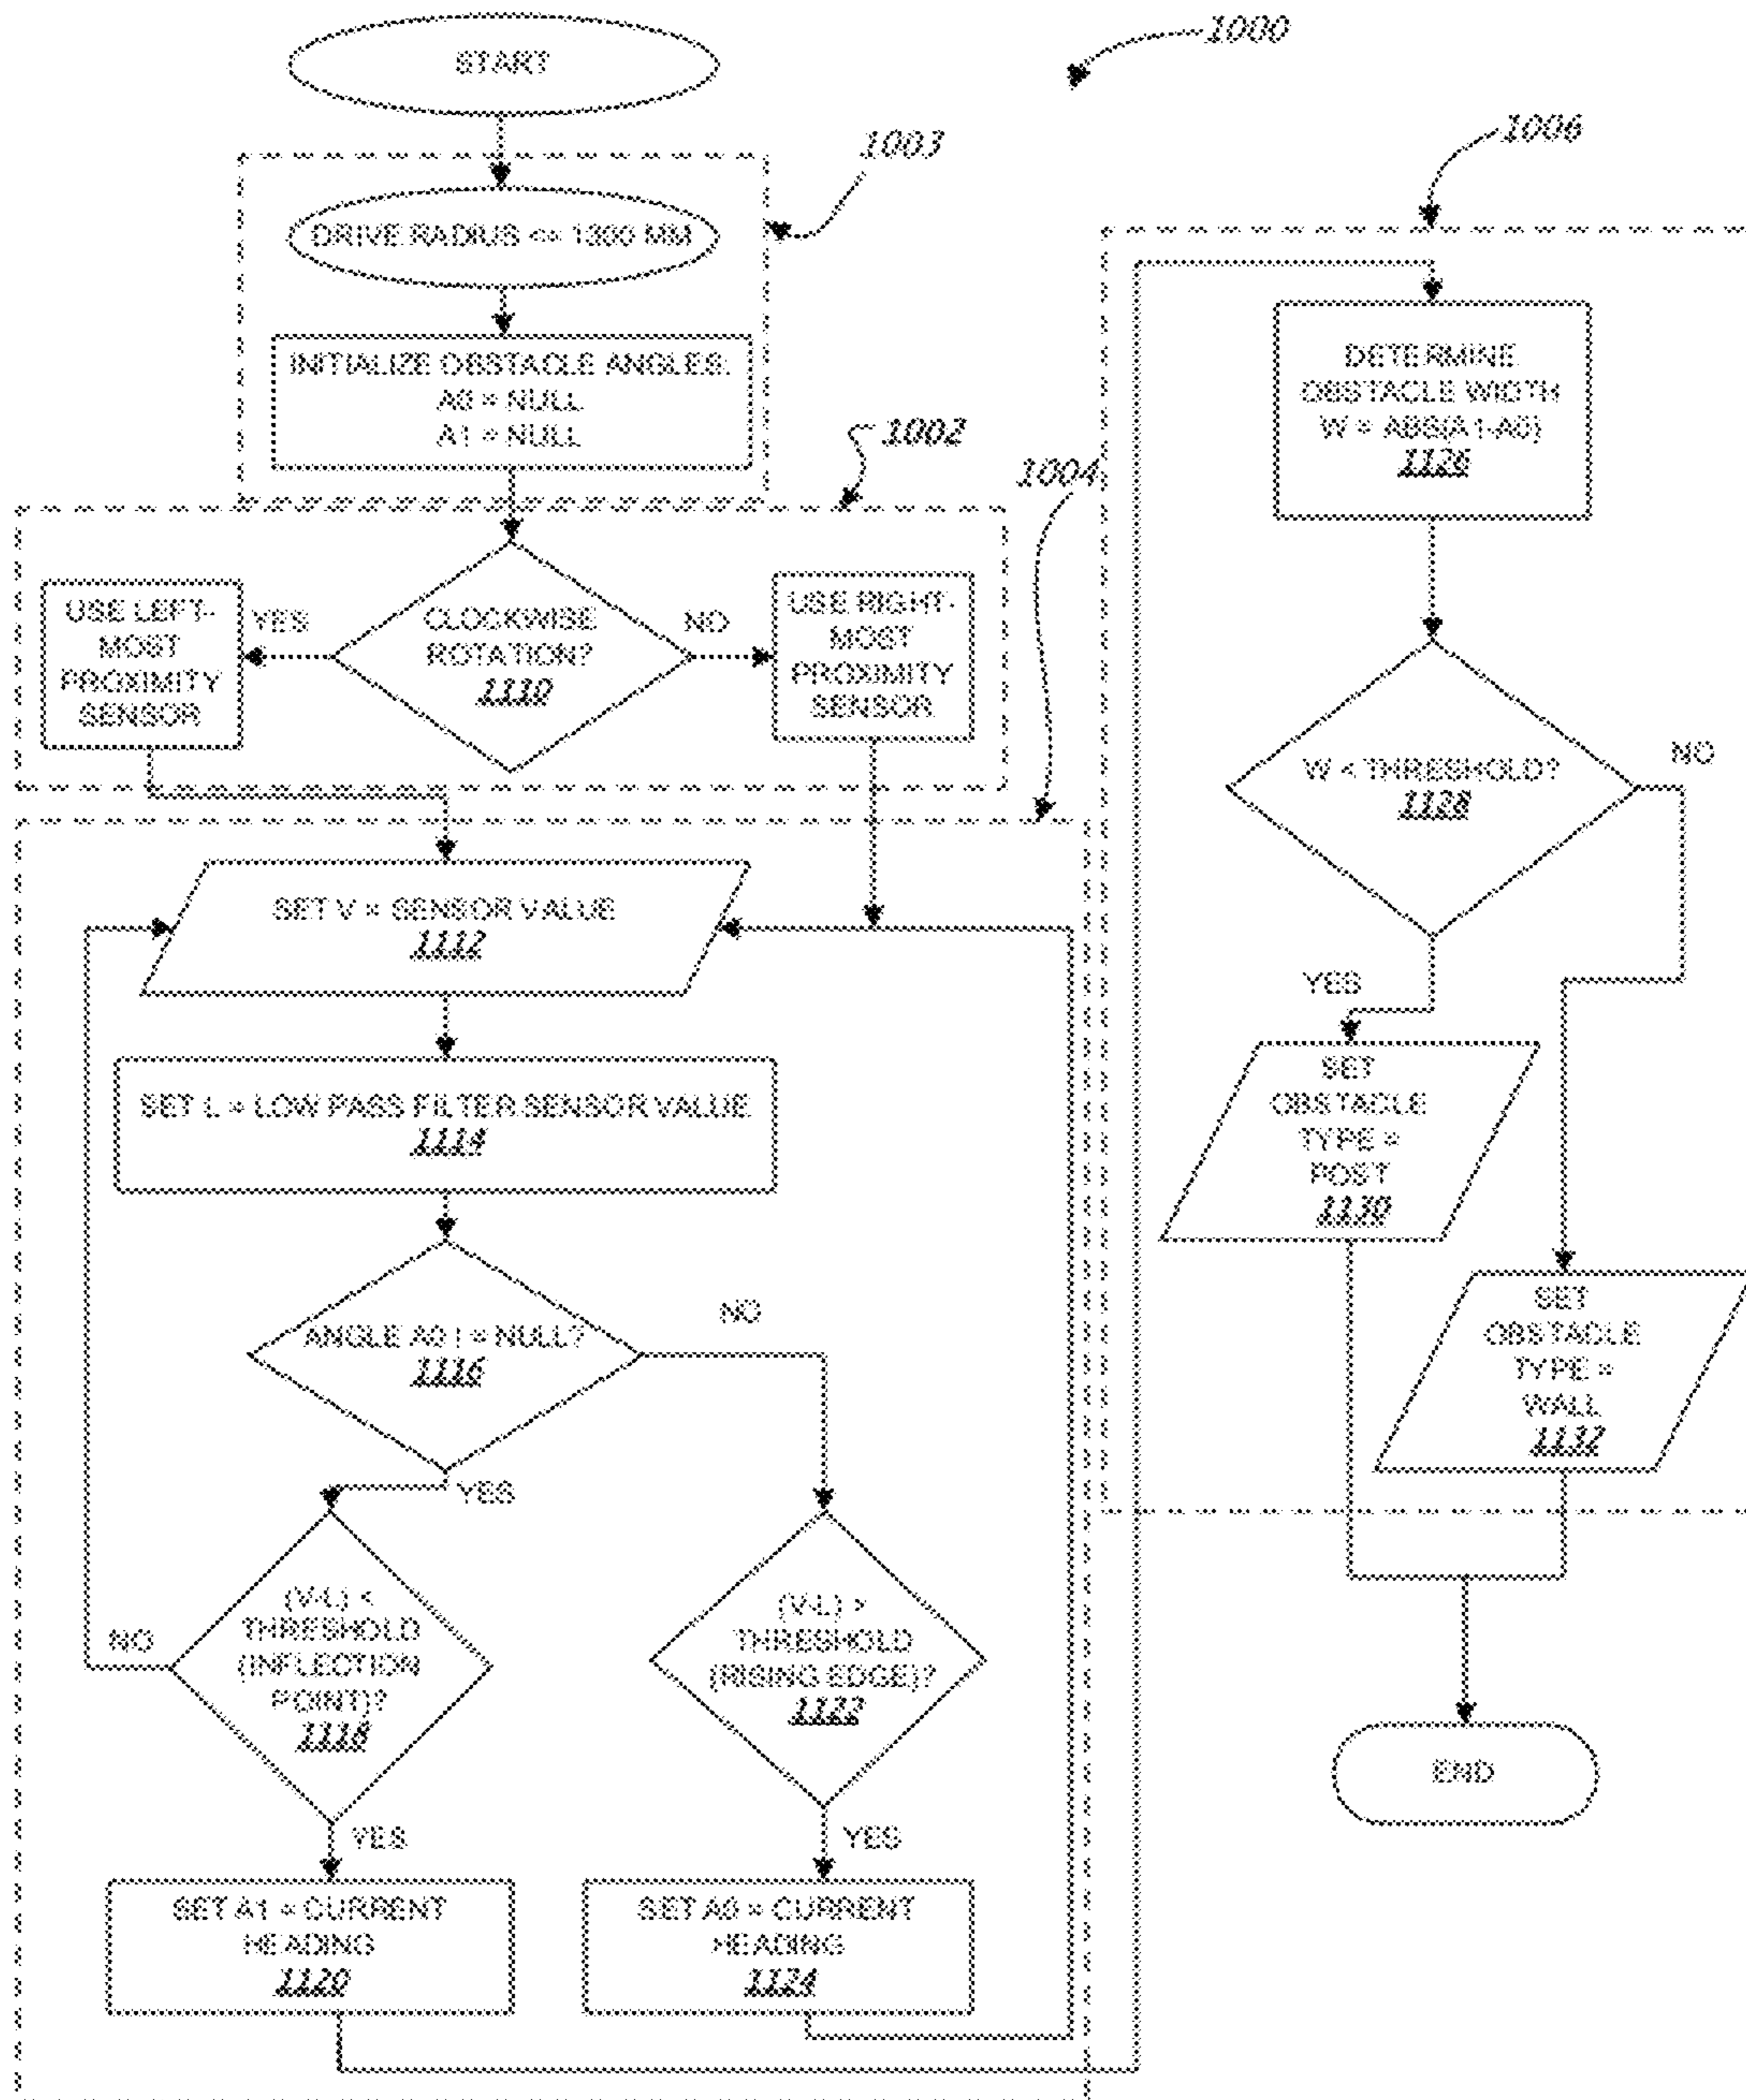 1000
START
1003
DRIVE RADIUS <= 1300 MM
INITIALIZE OBSTACLE ANGLES:
A0 = NULL
A1 = NULL
1002
1004
CLOCKWISE
ROTATION?
1110
YES
NO
USE LEFT-
MOST
PROXIMITY
SENSOR
USE RIGHT-
MOST
PROXIMITY
SENSOR
SET V = SENSOR VALUE
1112
SET L = LOW PASS FILTER SENSOR VALUE
1114
ANGLE A0 ! = NULL?
1116
NO
YES
(V-L) <
THRESHOLD
(INFLECTION
POINT)?
1118
NO
YES
(V-L) >
THRESHOLD
(RISING EDGE)?
1122
YES
SET A1 = CURRENT
HEADING
1120
SET A0 = CURRENT
HEADING
1124
1006
DETERMINE
OBSTACLE WIDTH
W = ABS(A1-A0)
1126
W < THRESHOLD?
1128
NO
YES
SET
OBSTACLE
TYPE =
POST
1130
SET
OBSTACLE
TYPE =
WALL
1132
END